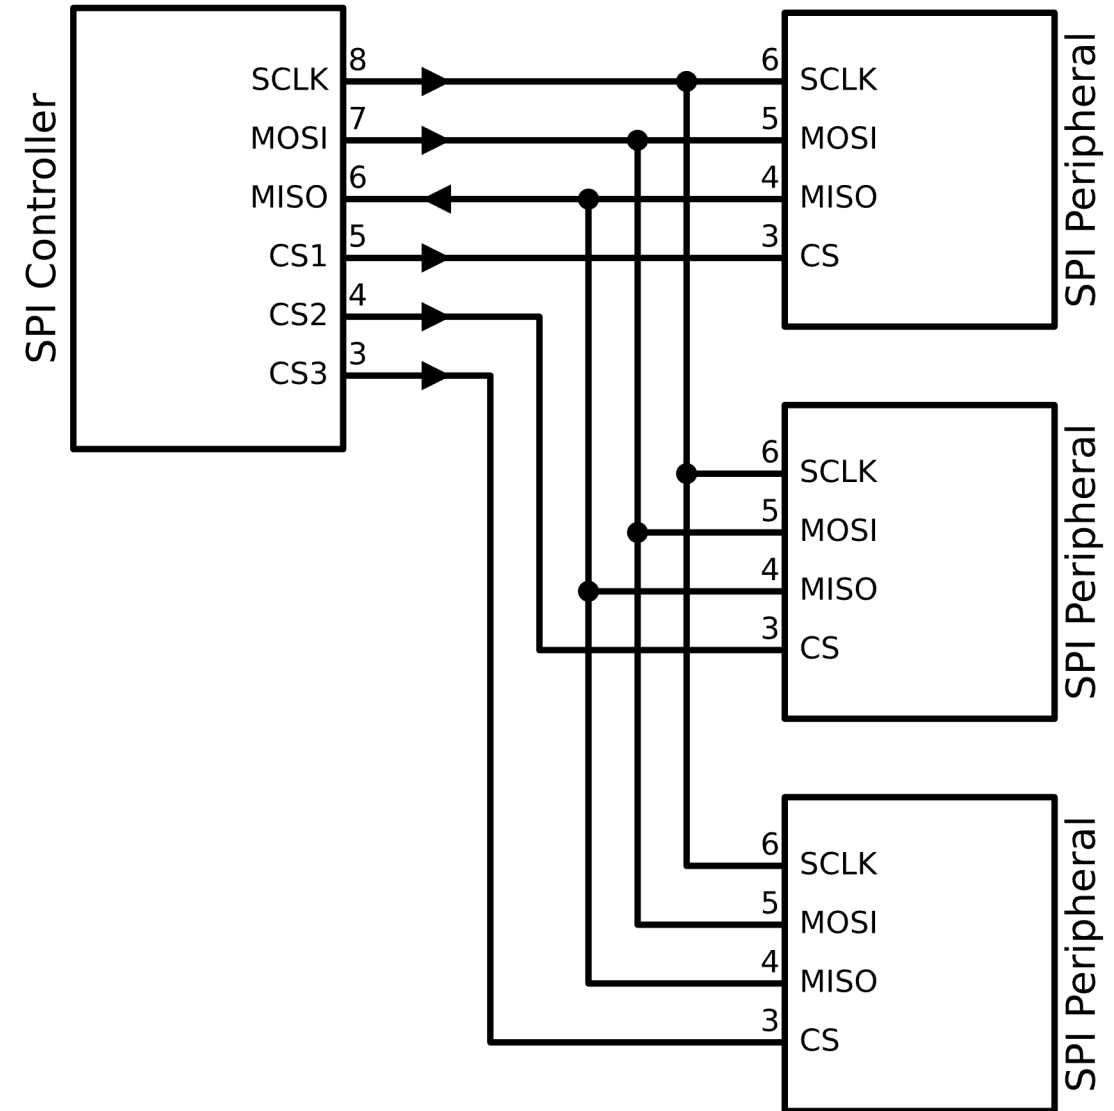 SPI Controller
8
SCLK
7
MOSI
6
MISO
5
CS1
4
CS2
3
CS3
6
SCLK
5
MOSI
4
MISO
3
CS
SPI Peripheral
6
SCLK
5
MOSI
4
MISO
3
CS
SPI Peripheral
6
SCLK
5
MOSI
4
MISO
3
CS
SPI Peripheral